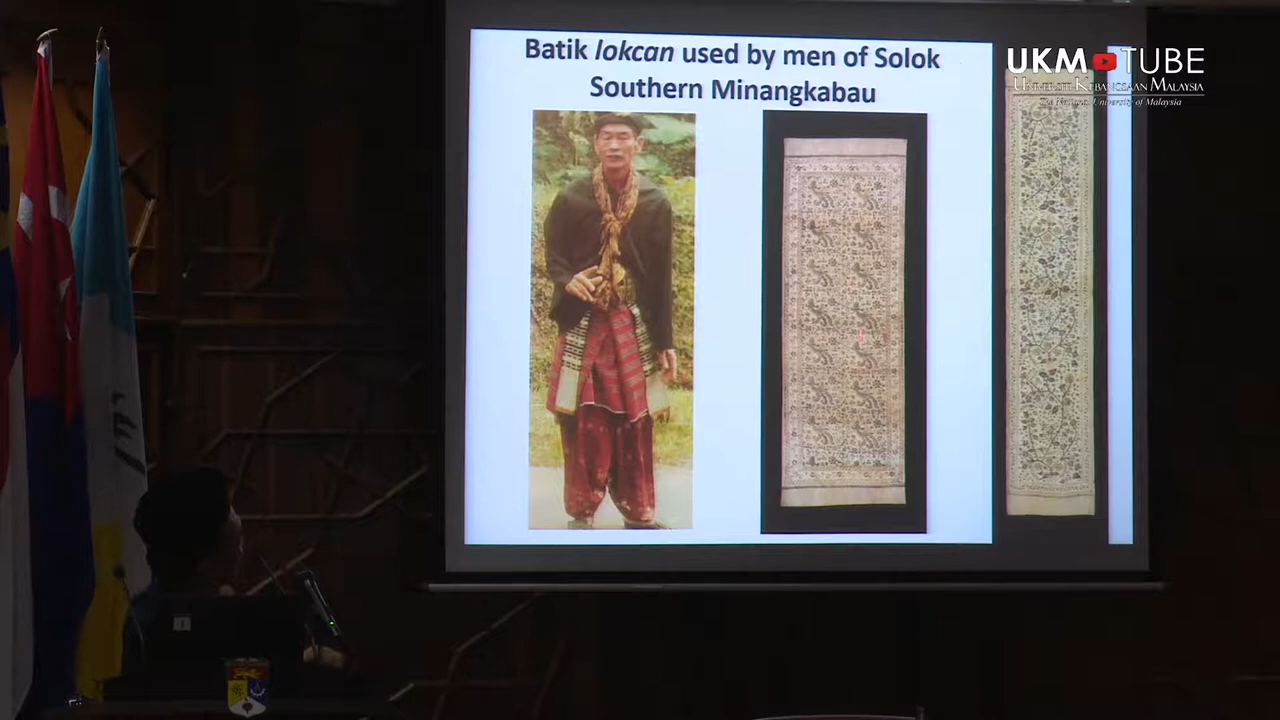 Batik lokcan used by men of Solok
Southern Minangkabau
UKM TUBE
UNIVERSITI KEBANGSAAN MALAYSIA
The National University of Malaysia